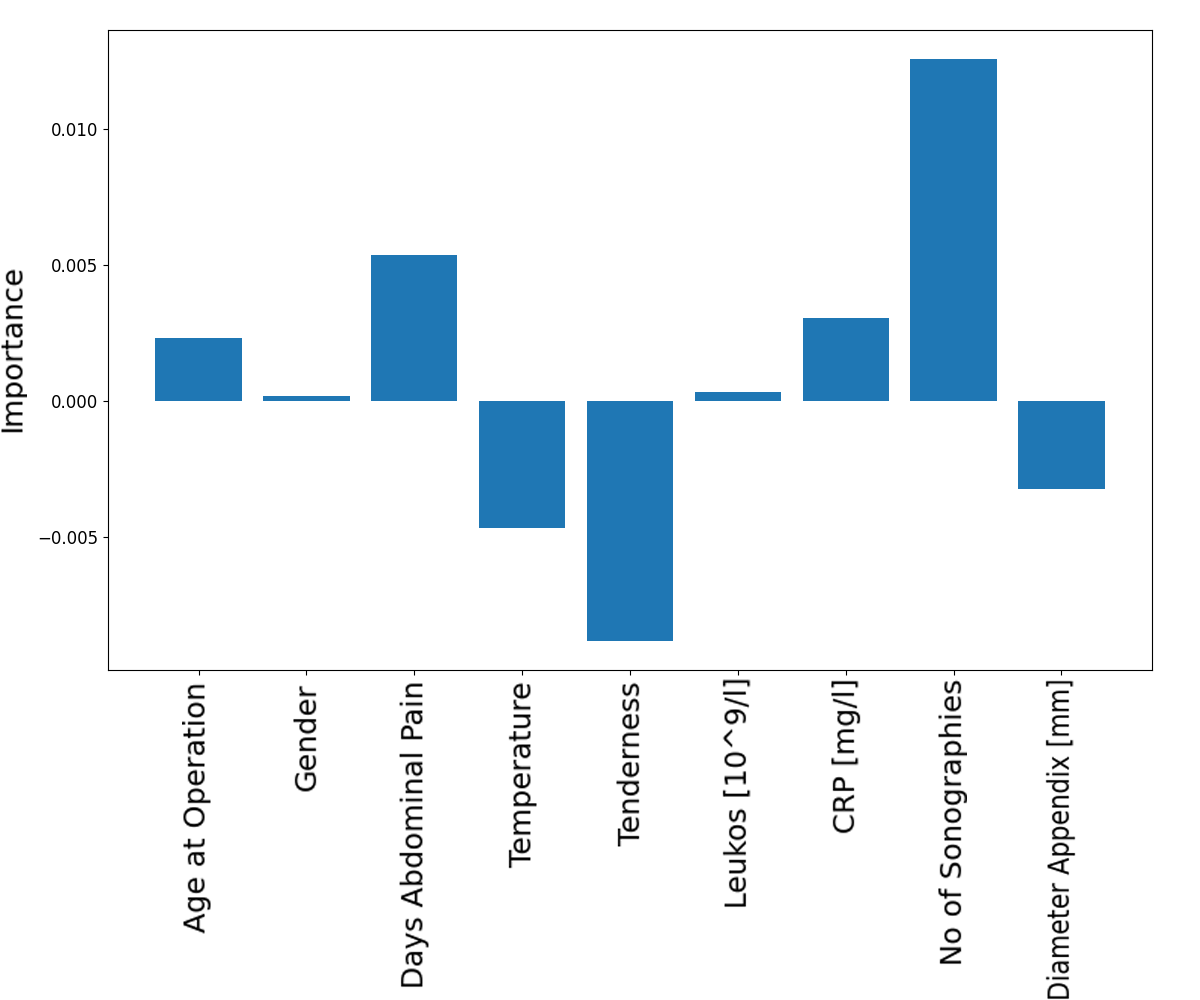 Importance
0.010
0.005
0.000
−0.005
Age at Operation
Gender
Days Abdominal Pain
Temperature
Tenderness
Leukos [10^9/l]
CRP [mg/l]
No of Sonographies
Diameter Appendix [mm]